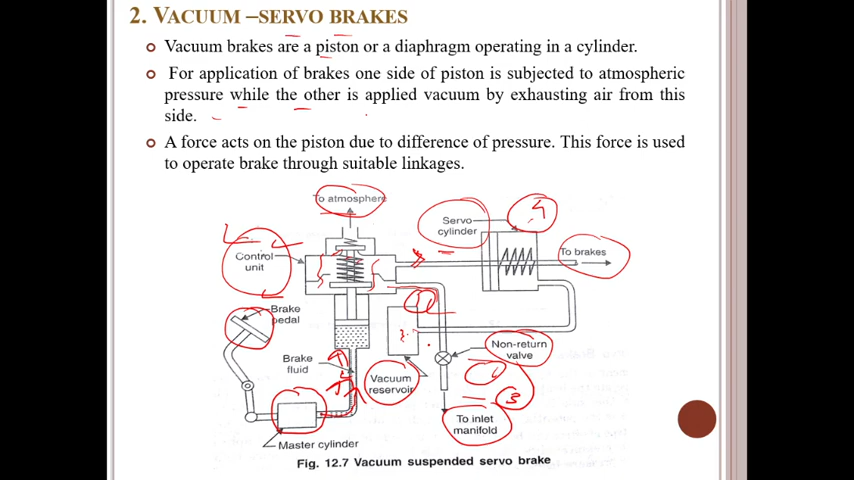 2. VACUUM –SERVO BRAKES
Vacuum brakes are a piston or a diaphragm operating in a cylinder.
For application of brakes one side of piston is subjected to atmospheric
pressure while the other is applied vacuum by exhausting air from this
side.
A force acts on the piston due to difference of pressure. This force is used
to operate brake through suitable linkages.
To atmosphere
Servo
cylinder
4
To brakes
Control
unit
Brake
pedal
Non-return
valve
Brake
fluid
Vacuum
reservoir
3
To inlet
manifold
Master cylinder
Fig. 12.7 Vacuum suspended servo brake